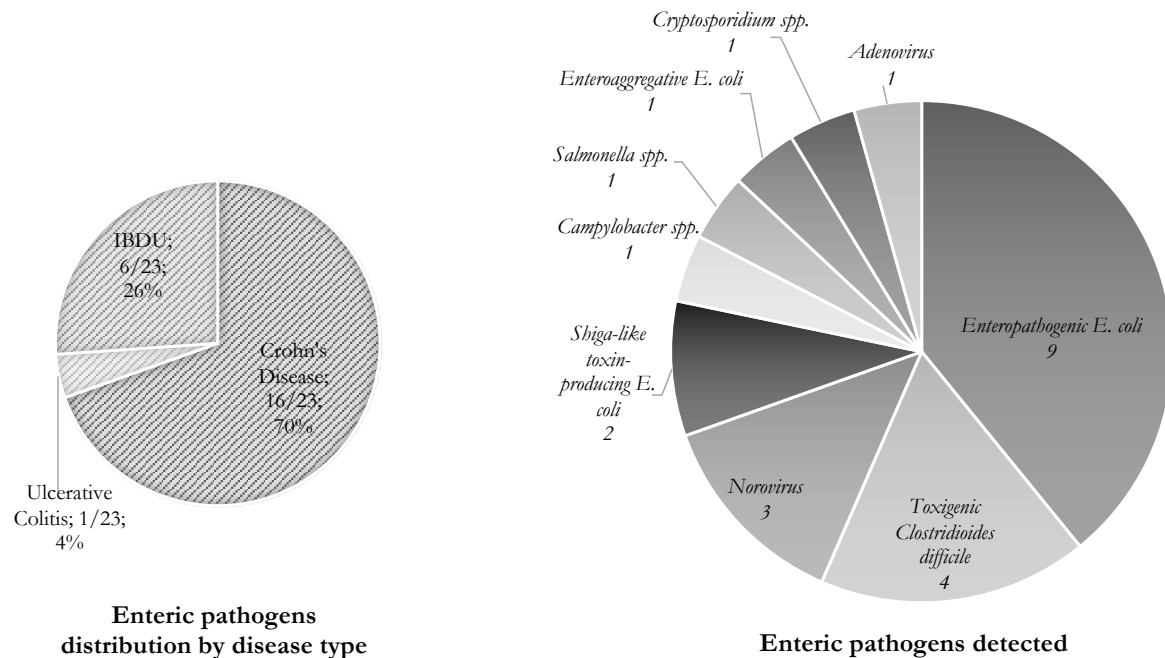 IBDU;
6/23;
26%
Crohn's
Disease;
16/23;
70%
Ulcerative
Colitis; 1/23;
4%
Enteric pathogens
distribution by disease type
Cryptosporidium spp.
1
Adenovirus
1
Enteroaggregative E. coli
1
Salmonella spp.
1
Campylobacter spp.
1
Shiga-like
toxin-
producing E.
coli
2
Enteropathogenic E. coli
9
Norovirus
3
Toxigenic
Clostridioides
difficile
4
Enteric pathogens detected